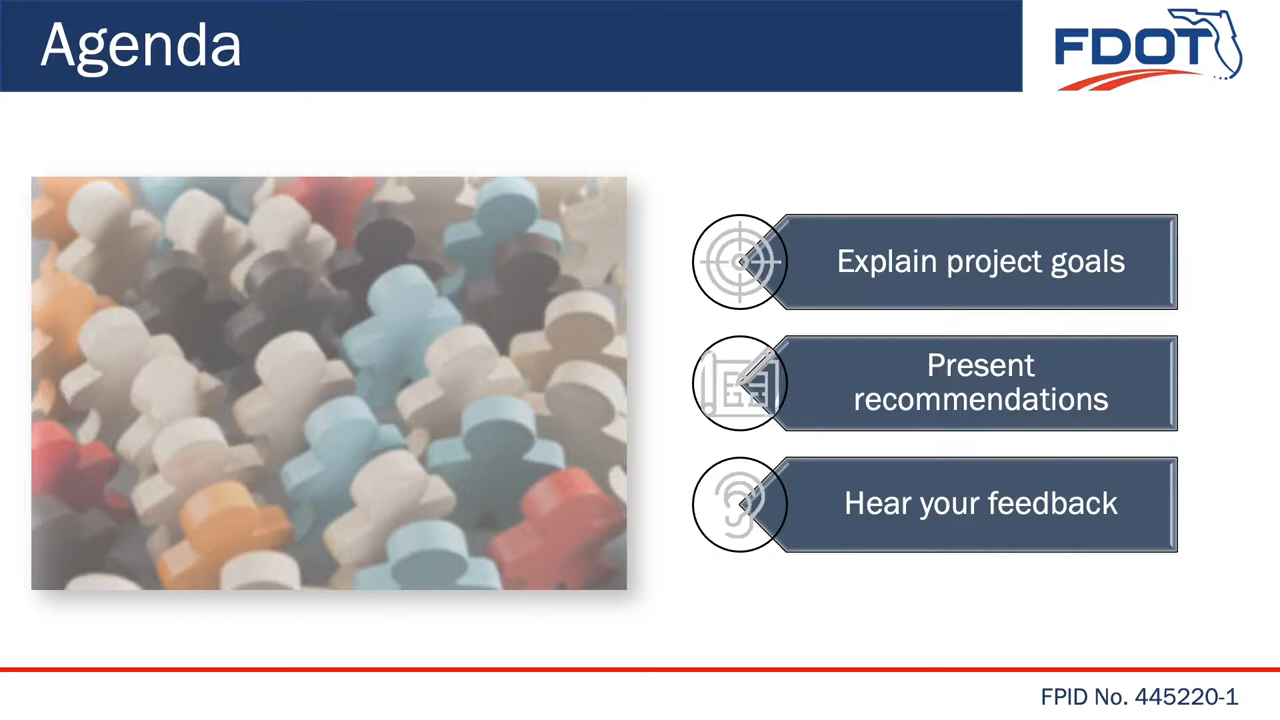 Agenda
FDOT
Explain project goals
Present
recommendations
Hear your feedback
FPID No. 445220-1